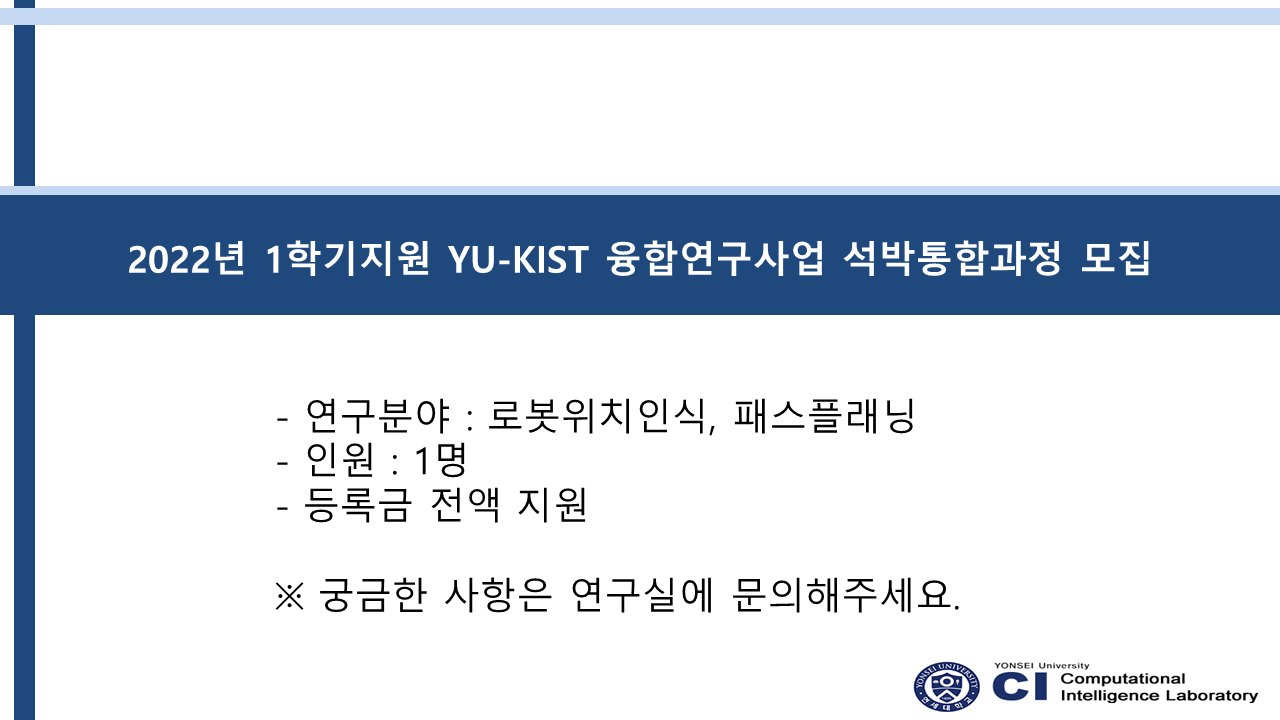 2022년 1학기지원 YU-KIST 융합연구사업 석박통합과정 모집
- 연구분야 : 로봇위치인식, 패스플래닝
- 인원 : 1명
- 등록금 전액 지원
※ 궁금한 사항은 연구실에 문의해주세요.
YONSEI UNIVERSITY
연세대학교
YONSEI University
CI Computational
Intelligence Laboratory